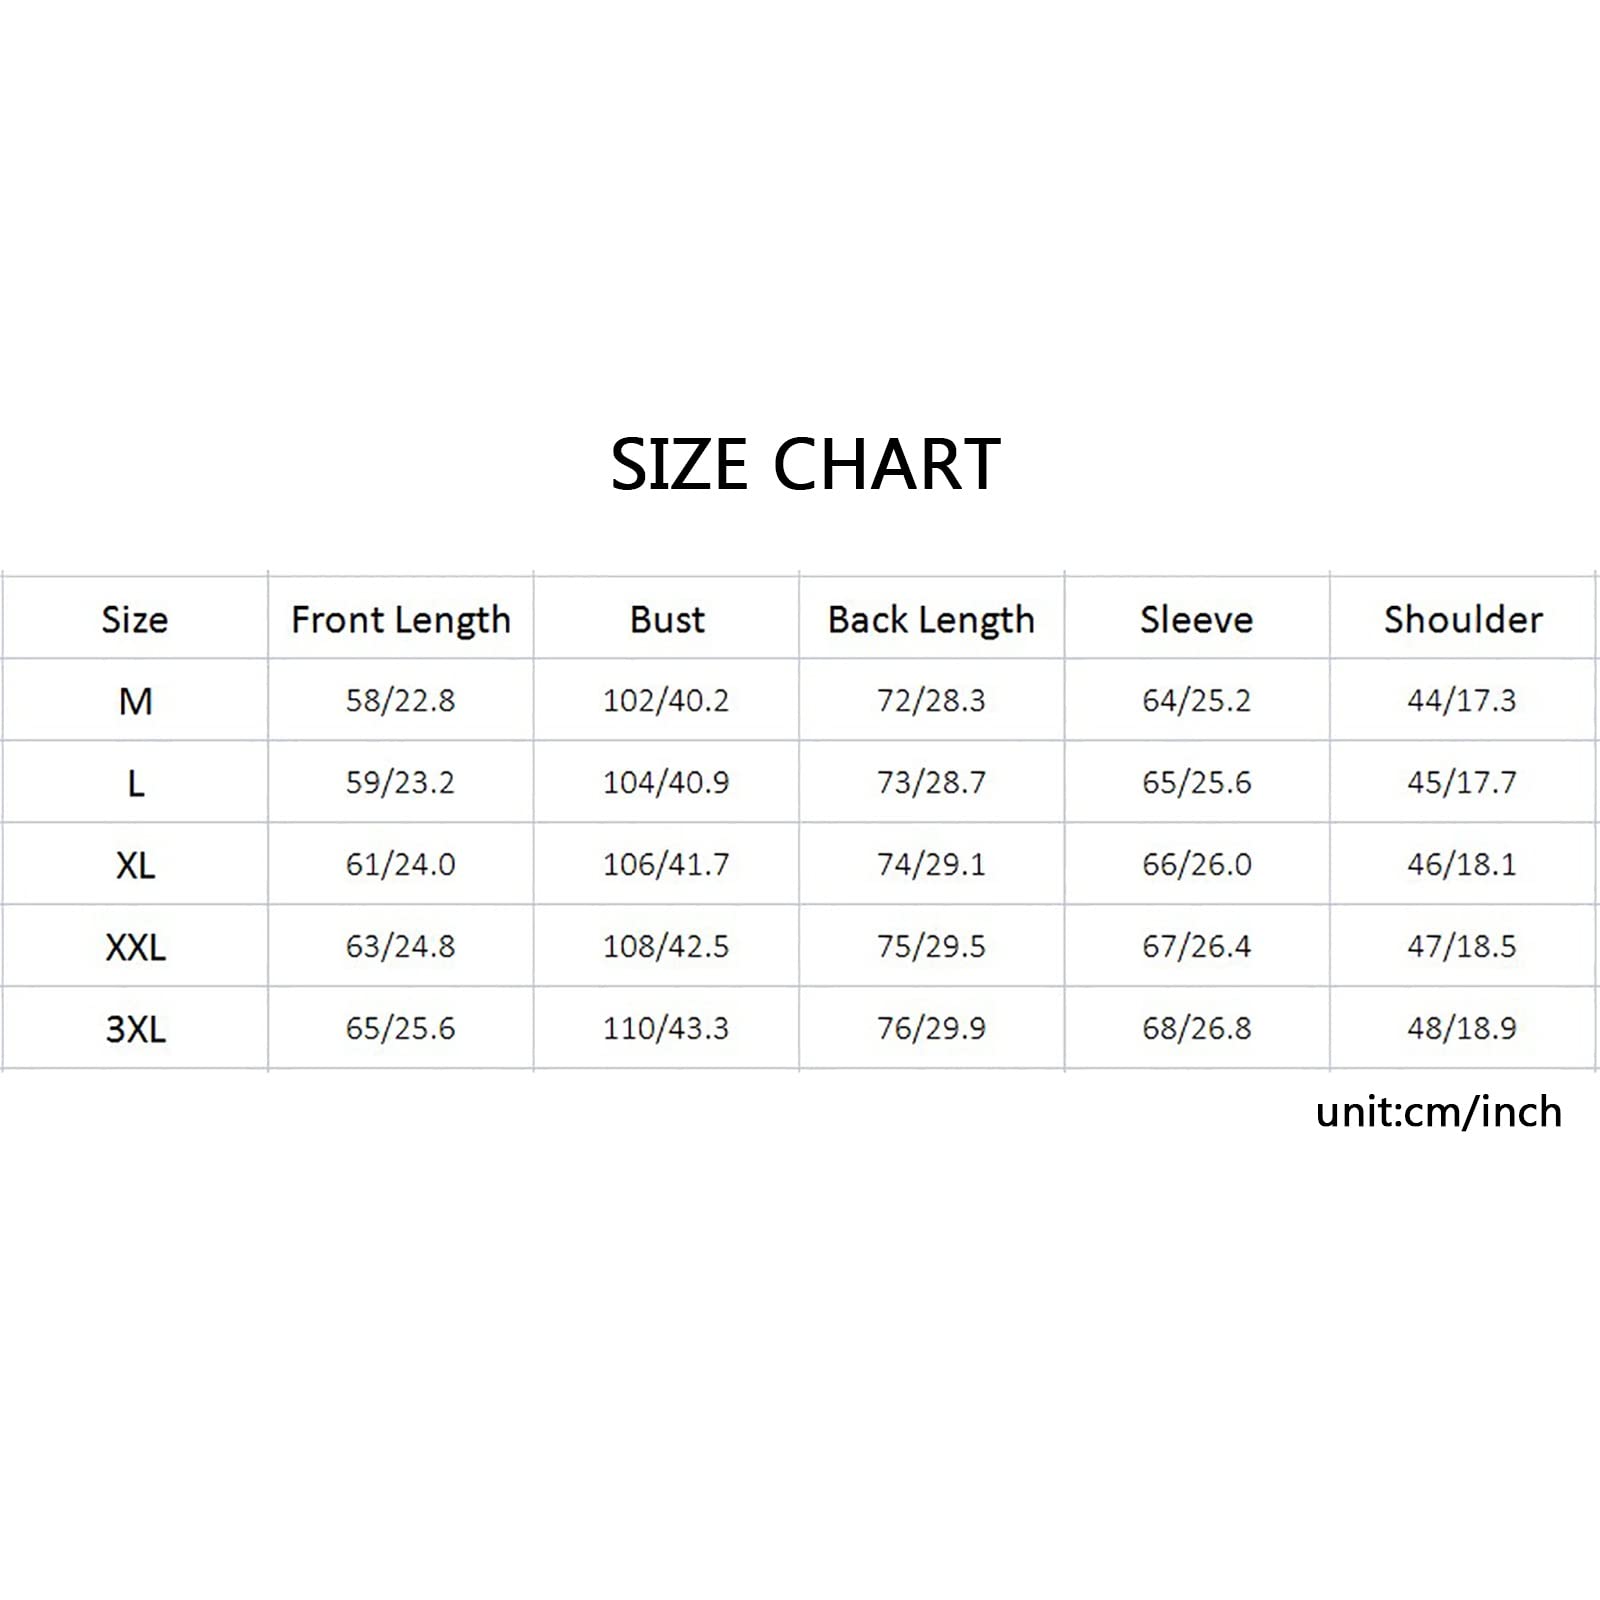 SIZE CHART
Size Front Length Bust Back Length Sleeve Shoulder
M 58/22.8 102/40.2 72/28.3 64/25.2 44/17.3
L 59/23.2 104/40.9 73/28.7 65/25.6 45/17.7
XL 61/24.0 106/41.7 74/29.1 66/26.0 46/18.1
XXL 63/24.8 108/42.5 75/29.5 67/26.4 47/18.5
3XL 65/25.6 110/43.3 76/29.9 68/26.8 48/18.9
unit:cm/inch